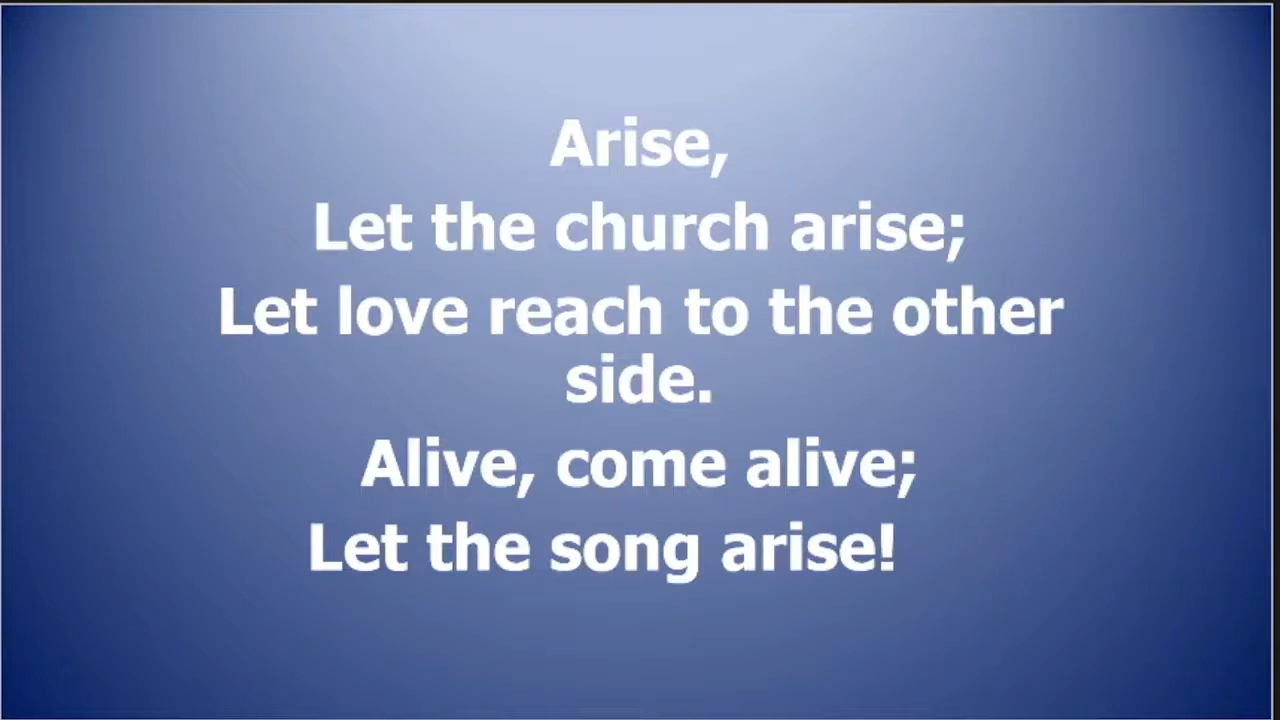 Arise,
Let the church arise;
Let love reach to the other
side.
Alive, come alive;
Let the song arise!